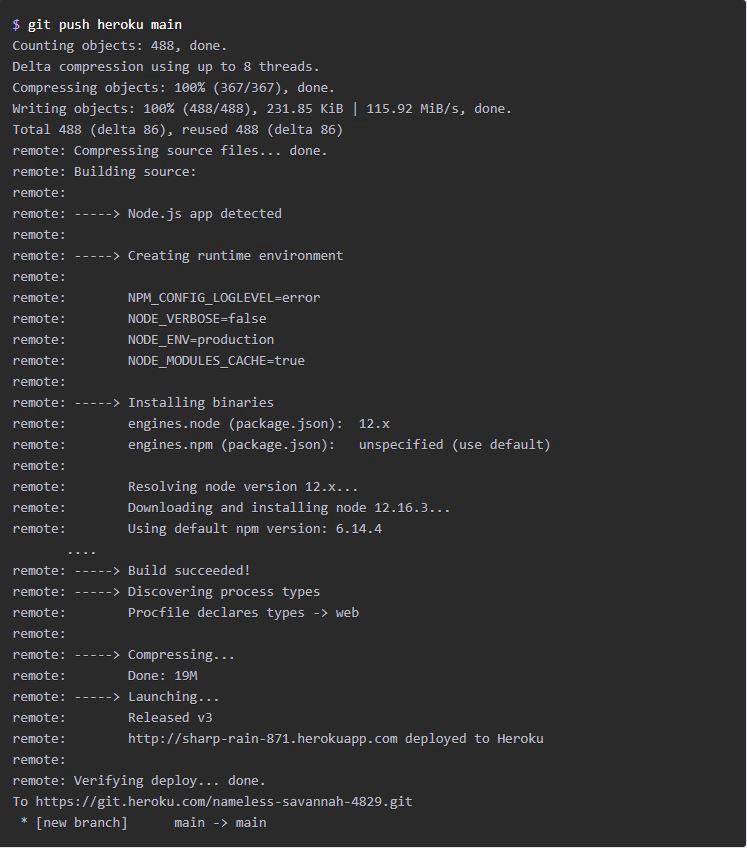 $ git push heroku main
Counting objects: 488, done.
Delta compression using up to 8 threads.
Compressing objects: 100% (367/367), done.
Writing objects: 100% (488/488), 231.85 KiB | 115.92 MiB/s, done.
Total 488 (delta 86), reused 488 (delta 86)
remote: Compressing source files... done.
remote: Building source:
remote:
remote: -----> Node.js app detected
remote:
remote: -----> Creating runtime environment
remote:
remote:        NPM_CONFIG_LOGLEVEL=error
remote:        NODE_VERBOSE=false
remote:        NODE_ENV=production
remote:        NODE_MODULES_CACHE=true
remote:
remote: -----> Installing binaries
remote:        engines.node (package.json):  12.x
remote:        engines.npm (package.json):   unspecified (use default)
remote:
remote:        Resolving node version 12.x...
remote:        Downloading and installing node 12.16.3...
remote:        Using default npm version: 6.14.4
       ....
remote: -----> Build succeeded!
remote: -----> Discovering process types
remote:        Procfile declares types -> web
remote:
remote: -----> Compressing...
remote:        Done: 19M
remote: -----> Launching...
remote:        Released v3
remote:        http://sharp-rain-871.herokuapp.com deployed to Heroku
remote:
remote: Verifying deploy... done.
To https://git.heroku.com/nameless-savannah-4829.git
 * [new branch]      main -> main